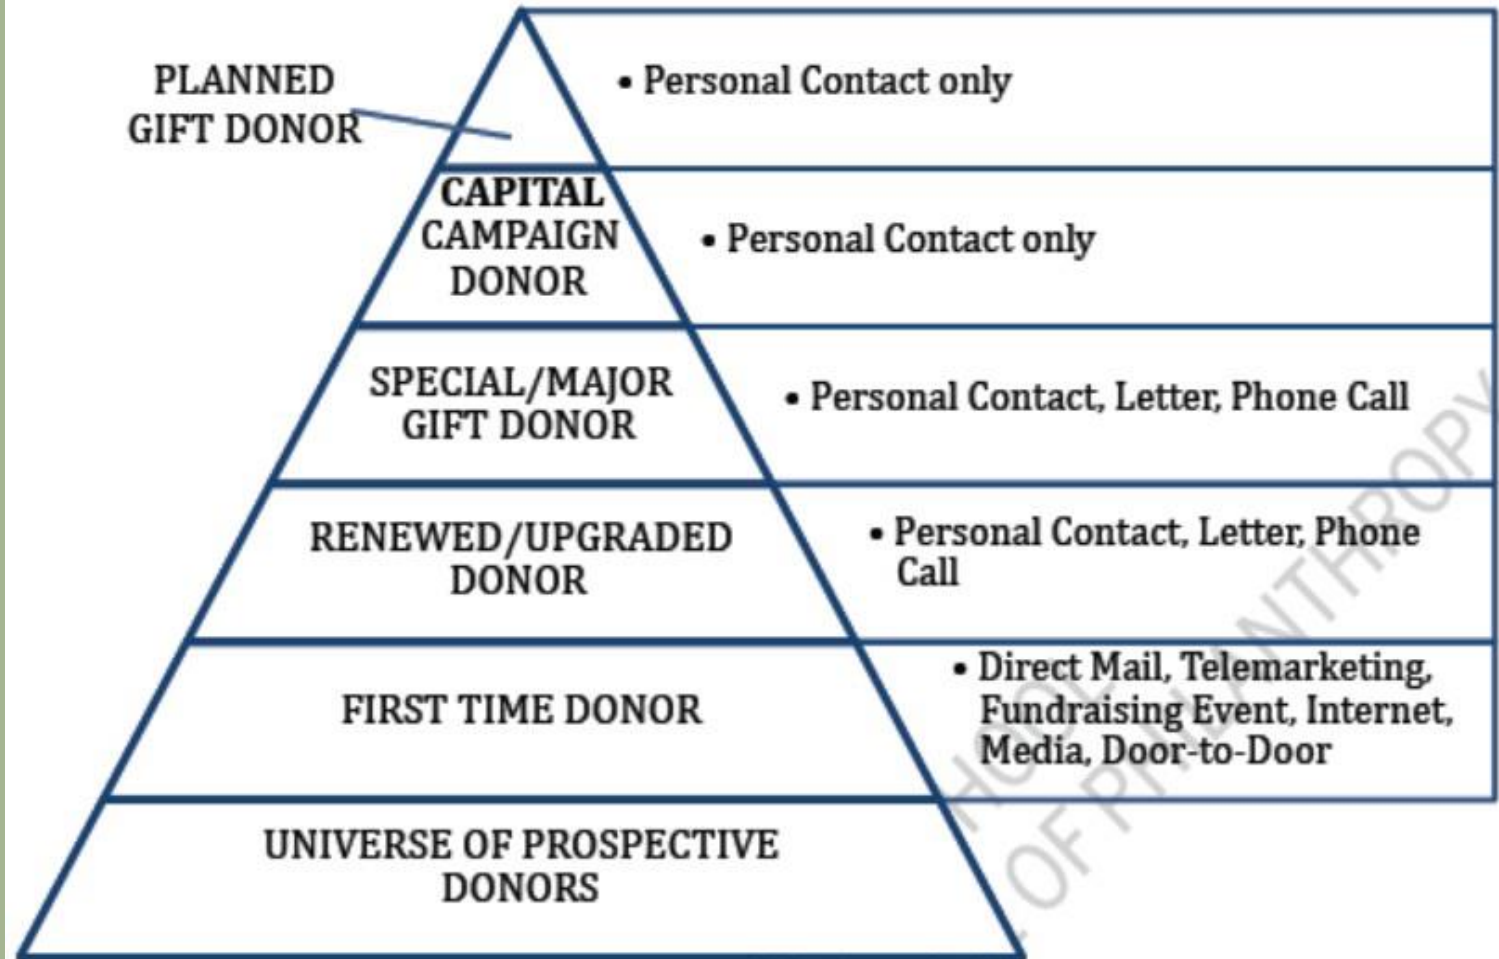 PLANNED
GIFT DONOR
• Personal Contact only
CAPITAL
CAMPAIGN
DONOR
• Personal Contact only
SPECIAL/MAJOR
GIFT DONOR
• Personal Contact, Letter, Phone Call
RENEWED/UPGRADED
DONOR
• Personal Contact, Letter, Phone
Call
FIRST TIME DONOR
• Direct Mail, Telemarketing,
Fundraising Event, Internet,
Media, Door-to-Door
UNIVERSE OF PROSPECTIVE
DONORS
OF PHILANTHROPY